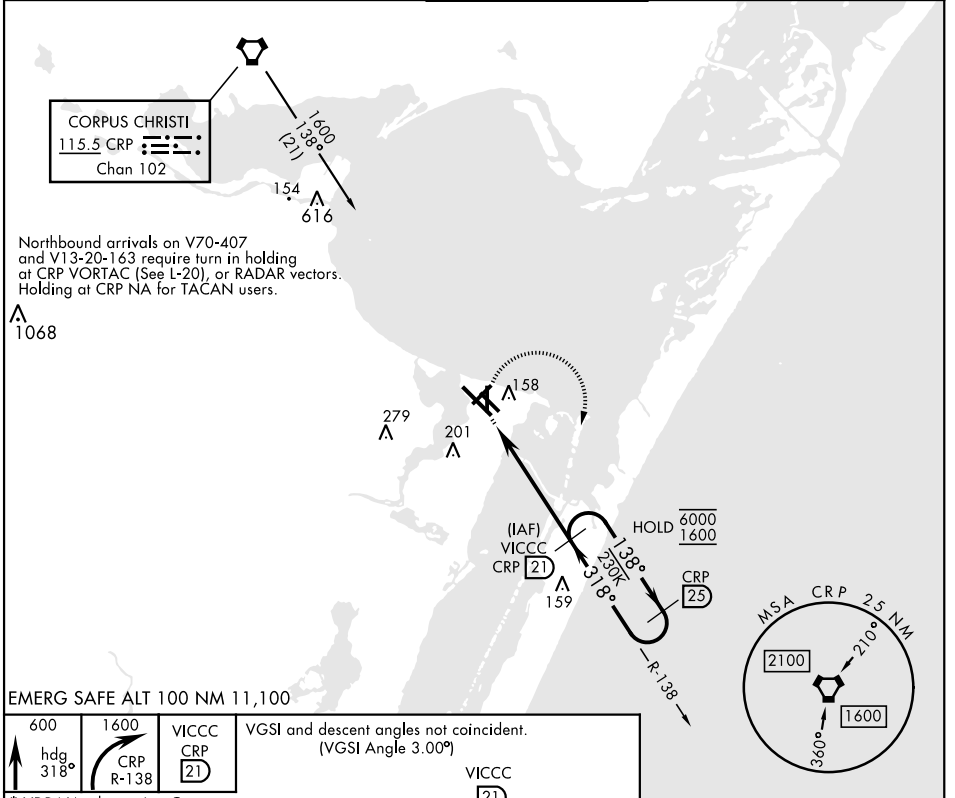 CORPUS CHRISTI
115.5 CRP
Chan 102
1600
138°
(21)
154
616
Northbound arrivals on V70-407
and V13-20-163 require turn in holding
at CRP VORTAC (See L-20), or RADAR vectors.
Holding at CRP NA for TACAN users.
1068
158
279
201
(IAF)
VICCC
CRP 21
HOLD 6000
1600
138°
230K
318°
CRP
25
159
R-138
MSA CRP 25 NM
210°
2100
1600
360°
EMERG SAFE ALT 100 NM 11,100
600
hdg
318°
1600
CRP
R-138
VICCC
CRP
21
VGSI and descent angles not coincident.
(VGSI Angle 3.00°)
VICCC
21